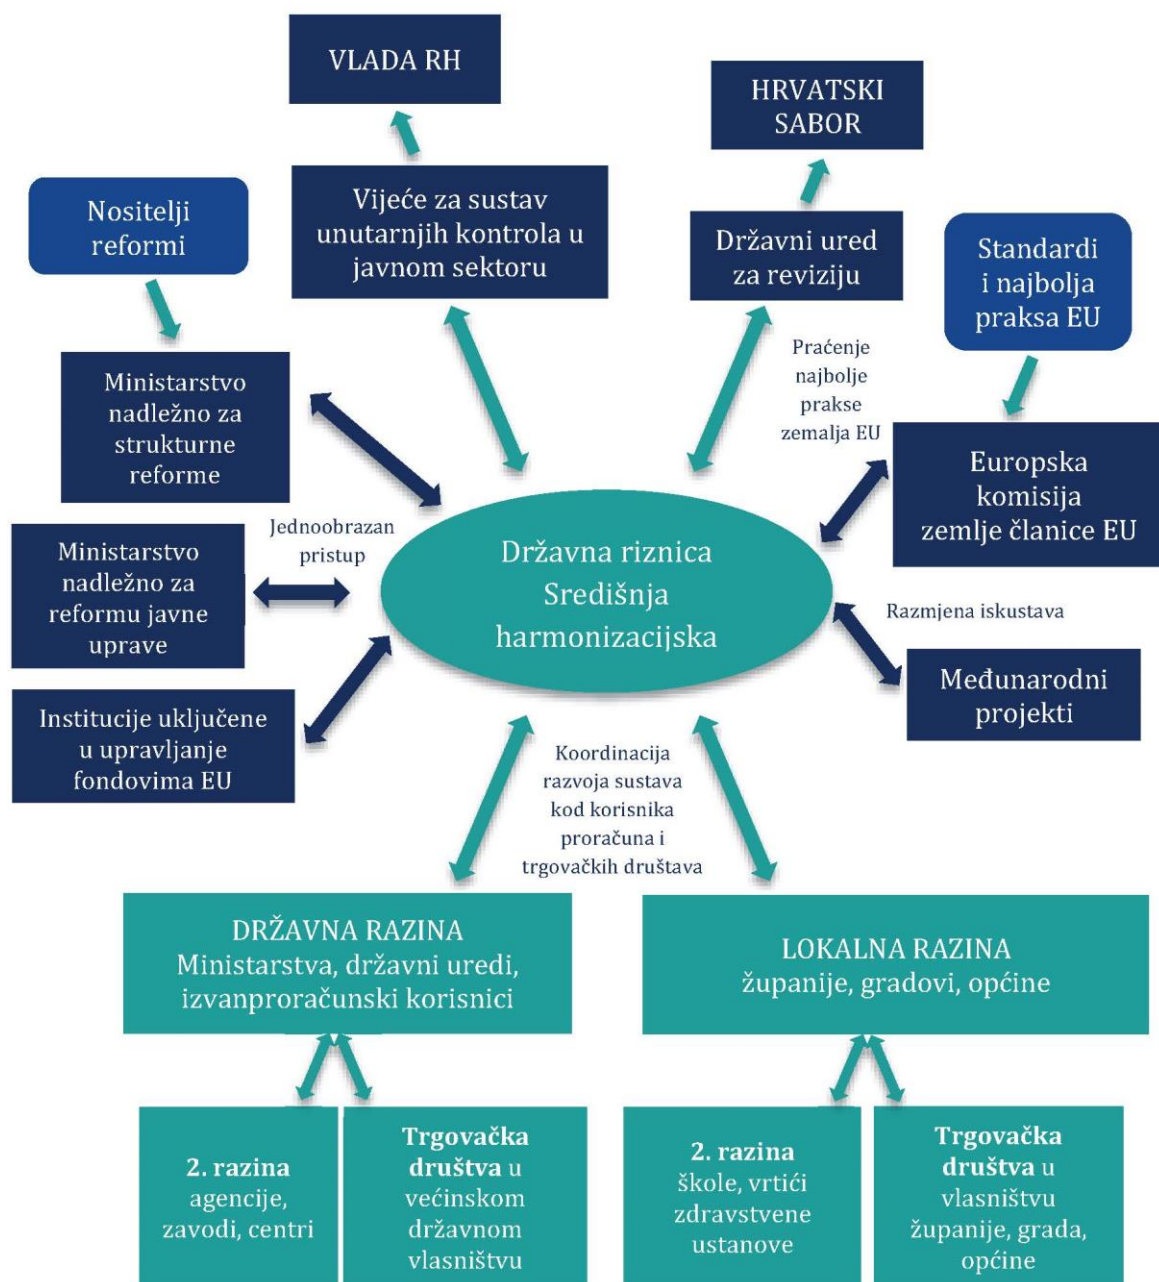 VLADA RH
HRVATSKI
SABOR
Nositelji
reformi
Vijeće za sustav
unutarnjih kontrola u
javnom sektoru
Državni ured
za reviziju
Standardi
i najbolja
praksa EU
Ministarstvo
nadležno za
strukturne
reforme
Praćenje
najbolje
prakse
zemalja EU
Europska
komisija
zemlje članice EU
Jednoobrazan
pristup
Ministarstvo
nadležno za
reformu javne
uprave
Državna riznica
Središnja
harmonizacijska
Razmjena iskustava
Međunarodni
projekti
Institucije uključene
u upravljanje
fondovima EU
Koordinacija
razvoja sustava
kod korisnika
proračuna i
trgovačkih društava
DRŽAVNA RAZINA
Ministarstva, državni uredi,
izvanproračunski korisnici
LOKALNA RAZINA
županije, gradovi, općine
2. razina
agencije,
zavodi, centri
Trgovačka
društva u
većinskom
državnom
vlasništvu
2. razina
škole, vrtići
zdravstvene
ustanove
Trgovačka
društva u
vlasništvu
županije, grada,
općine